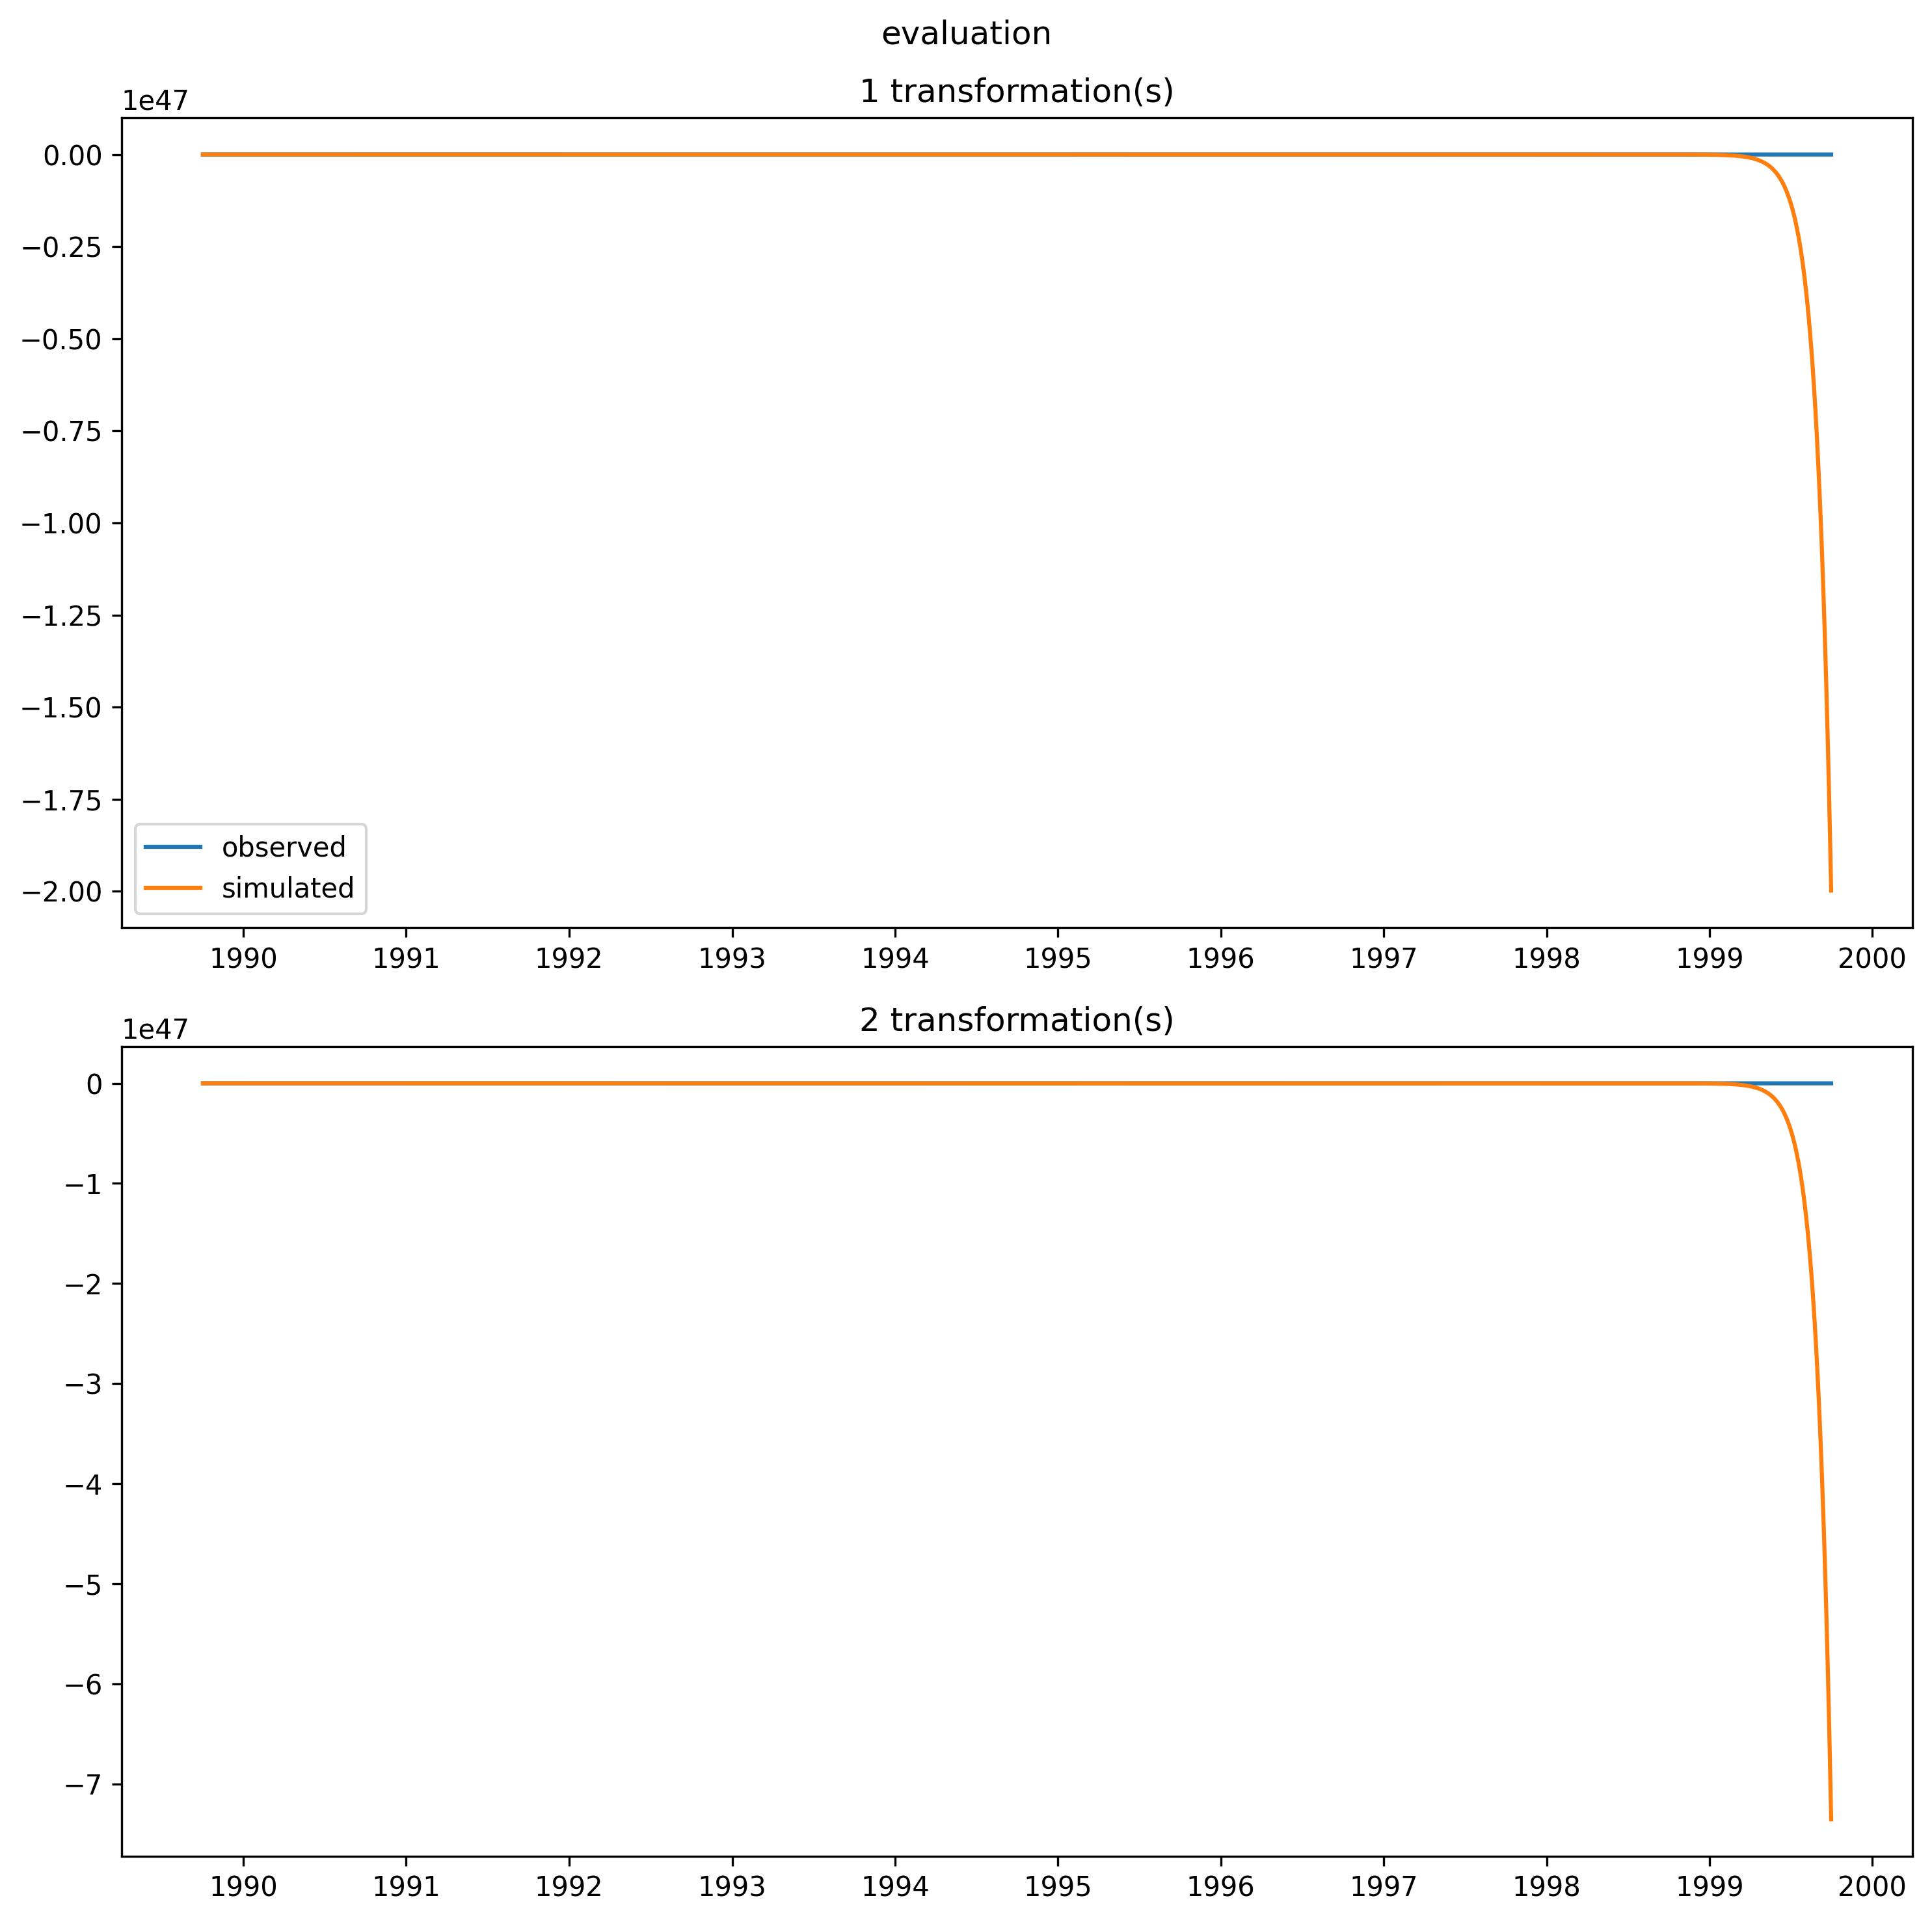 evaluation
1 transformation(s)
1e47
0.00
−0.25
−0.50
−0.75
−1.00
−1.25
−1.50
−1.75
−2.00
observed
simulated
1990 1991 1992 1993 1994 1995 1996 1997 1998 1999 2000
2 transformation(s)
1e47
0
−1
−2
−3
−4
−5
−6
−7
1990 1991 1992 1993 1994 1995 1996 1997 1998 1999 2000